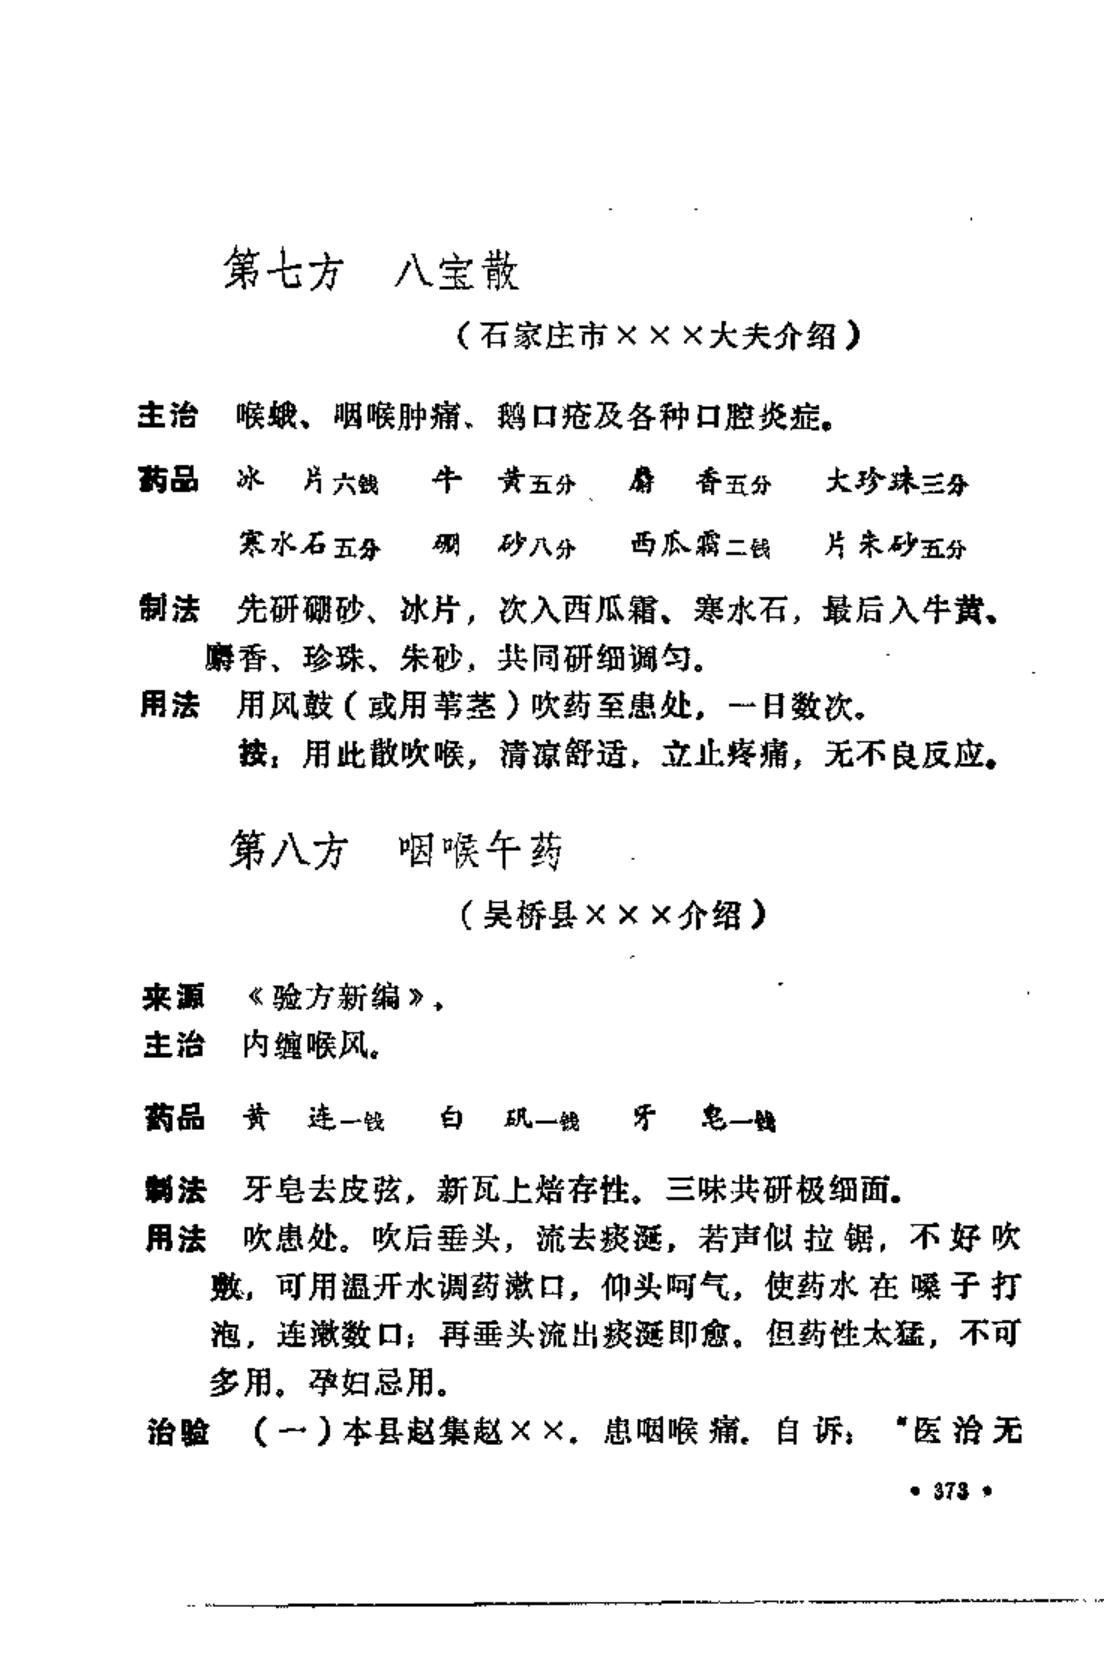 第七方　八宝散
（石家庄市×××大夫介绍）
主治　喉蛾、咽喉肿痛、鹅口疮及各种口腔炎症。
药品　冰　片六钱　牛　黄五分　麝　香五分　大珍珠三分
寒水石五分　硼　砂八分　西瓜霜二钱　片朱砂五分
制法　先研硼砂、冰片，次入西瓜霜、寒水石，最后入牛黄、
麝香、珍珠、朱砂，共同研细调匀。
用法　用风鼓（或用苇茎）吹药至患处，一日数次。
按：用此散吹喉，清凉舒适，立止疼痛，无不良反应。
第八方　咽喉午药
（吴桥县×××介绍）
来源　《验方新编》。
主治　内缠喉风。
药品　黄　连一钱　白　矾一钱　牙　皂一钱
制法　牙皂去皮弦，新瓦上焙存性。三味共研极细面。
用法　吹患处。吹后垂头，流去痰涎，若声似拉锯，不好吹
敷，可用温开水调药漱口，仰头呵气，使药水在嗓子打
泡，连漱数口；再垂头流出痰涎即愈。但药性太猛，不可
多用。孕妇忌用。
治验　（一）本县赵集赵××。患咽喉痛。自诉：“医治无
• 373 •